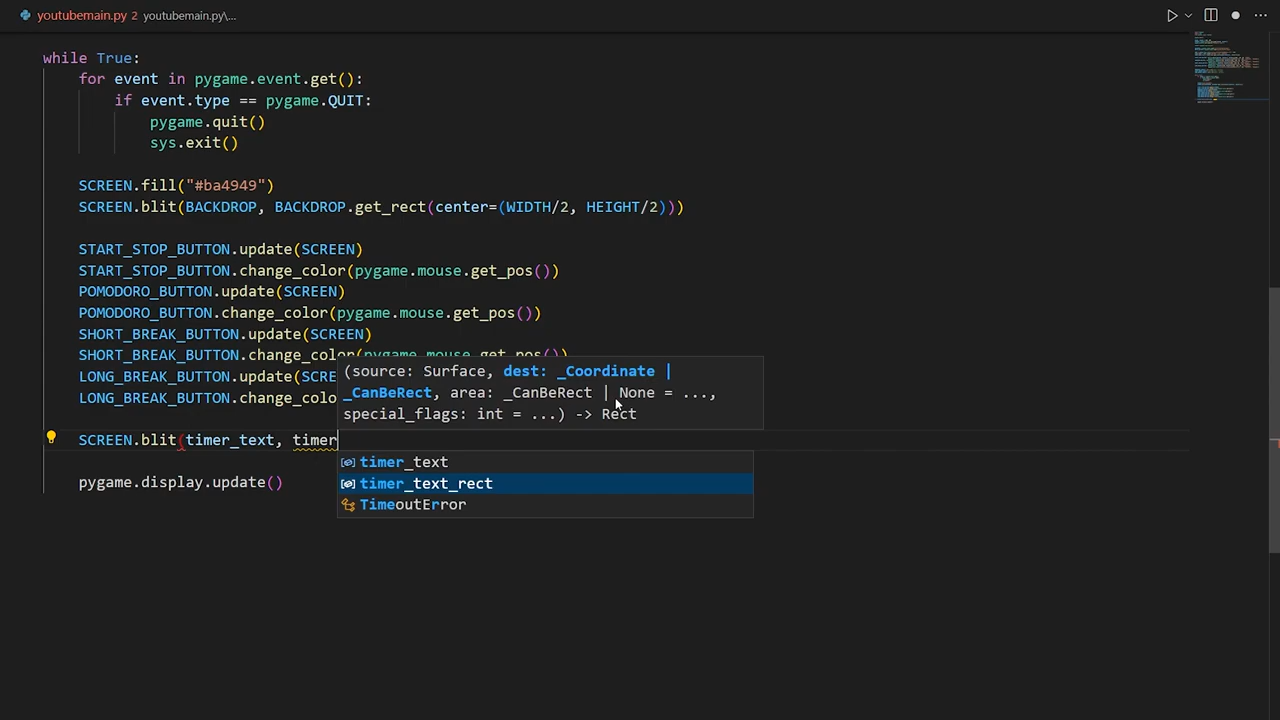 youtubemain.py 2 youtubemain.py\...
while True:
for event in pygame.event.get():
if event.type == pygame.QUIT:
pygame.quit()
sys.exit()
SCREEN.fill("#ba4949")
SCREEN.blit(BACKDROP, BACKDROP.get_rect(center=(WIDTH/2, HEIGHT/2)))
START_STOP_BUTTON.update(SCREEN)
START_STOP_BUTTON.change_color(pygame.mouse.get_pos())
POMODORO_BUTTON.update(SCREEN)
POMODORO_BUTTON.change_color(pygame.mouse.get_pos())
SHORT_BREAK_BUTTON.update(SCREEN)
SHORT_BREAK_BUTTON.change_color(pygame.mouse.get_pos())
LONG_BREAK_BUTTON.update(SCRE
LONG_BREAK_BUTTON.change_colo
(source: Surface, dest: _Coordinate |
_CanBeRect, area: _CanBeRect | None = ...,
special_flags: int = ...) -> Rect
SCREEN.blit(timer_text, timer
timer_text
timer_text_rect
TimeoutError
pygame.display.update()